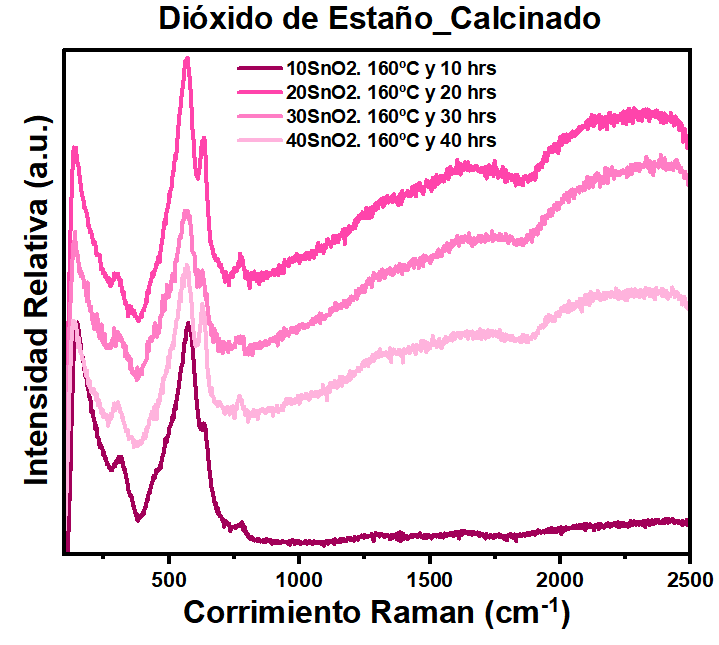 Dióxido de Estaño_Calcinado
10SnO2. 160ºC y 10 hrs
20SnO2. 160ºC y 20 hrs
30SnO2. 160ºC y 30 hrs
40SnO2. 160ºC y 40 hrs
Intensidad Relativa (a.u.)
500 1000 1500 2000 2500
Corrimiento Raman (cm-1)